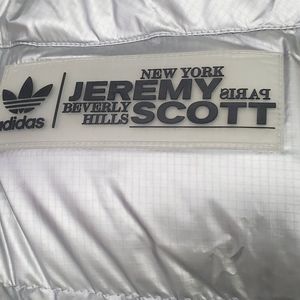 adidas
NEW YORK
JEREMY PARIS
BEVERLY HILLS SCOTT